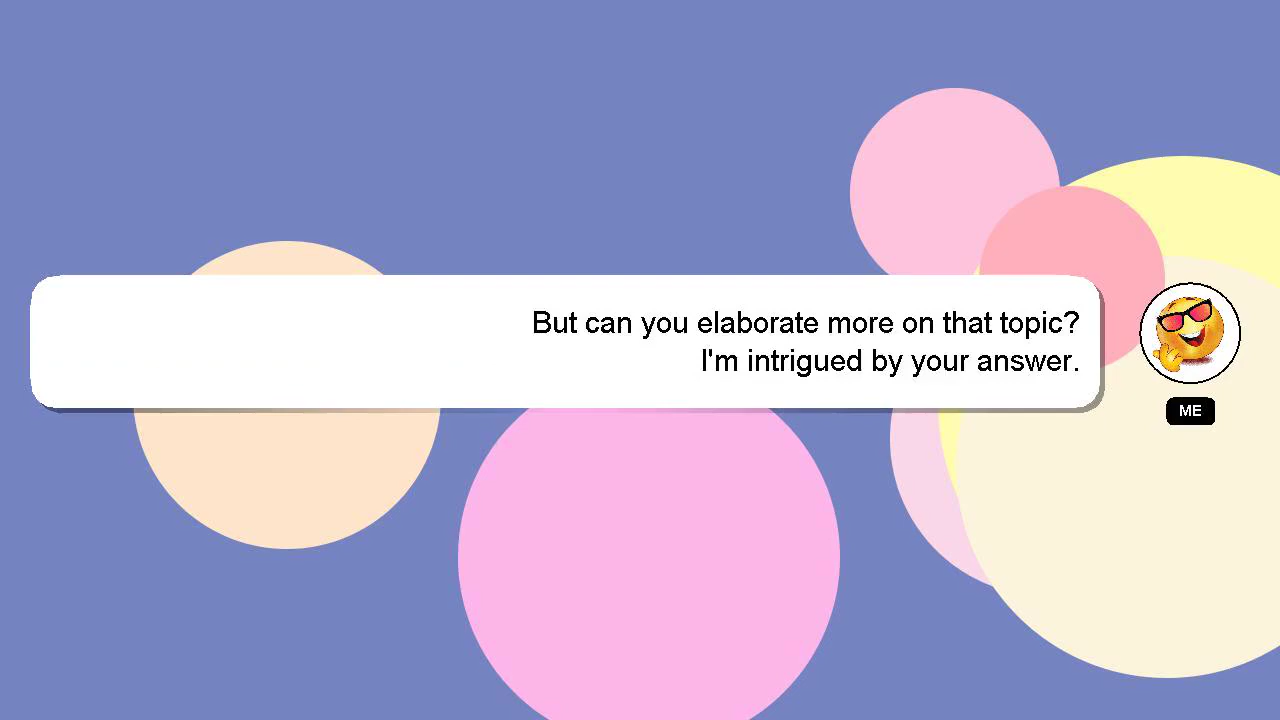 But can you elaborate more on that topic?
I'm intrigued by your answer.
ME